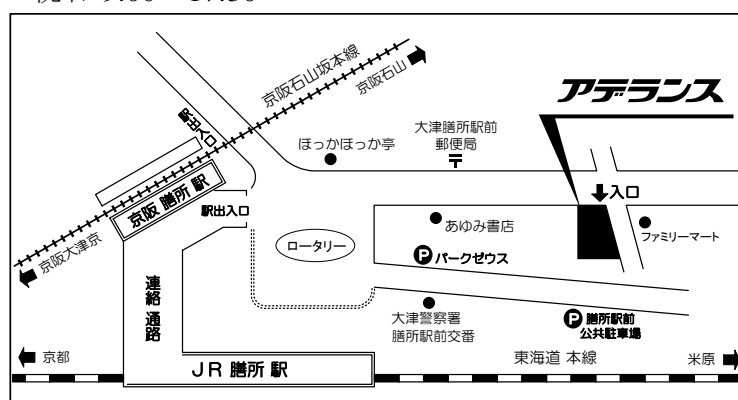 京阪石山坂本線
京阪石山
アデランス
駅出入口
ほっかほっか亭
大津膳所駅前
郵便局
入口
京阪 膳所 駅
駅出入口
あゆみ書店
ファミリーマート
ロータリー
P パークゼウス
京阪大津京
連絡通路
大津警察署
膳所駅前交番
P 膳所駅前
公共駐車場
京都
JR 膳所 駅
東海道 本線
米原